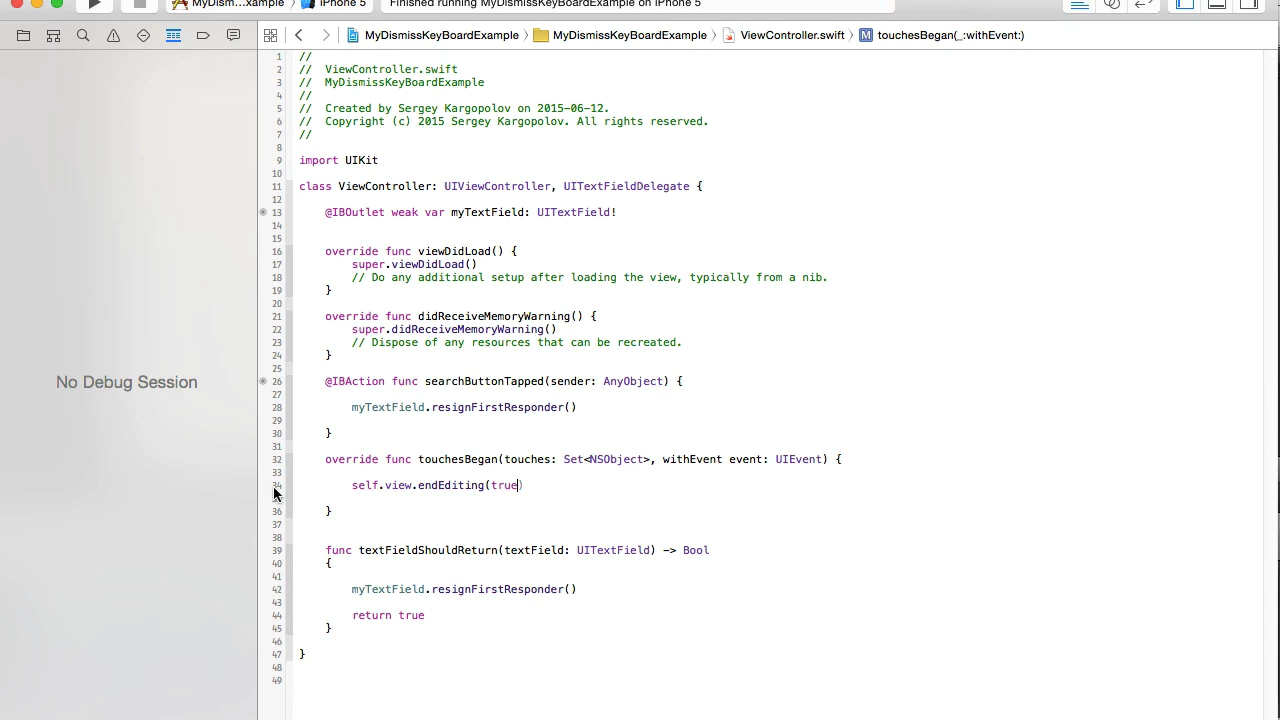 MyDism...xample iPhone 5 Finished running MyDismissKeyBoardExample on iPhone 5
MyDismissKeyBoardExample MyDismissKeyBoardExample ViewController.swift M touchesBegan(_:withEvent:)
1 //
2 //  ViewController.swift
3 //  MyDismissKeyBoardExample
4 //
5 //  Created by Sergey Kargopolov on 2015-06-12.
6 //  Copyright (c) 2015 Sergey Kargopolov. All rights reserved.
7 //
8
9 import UIKit
10
11 class ViewController: UIViewController, UITextFieldDelegate {
12
13 @IBOutlet weak var myTextField: UITextField!
14
15
16 override func viewDidLoad() {
17 super.viewDidLoad()
18 // Do any additional setup after loading the view, typically from a nib.
19 }
20
21 override func didReceiveMemoryWarning() {
22 super.didReceiveMemoryWarning()
23 // Dispose of any resources that can be recreated.
24 }
25
No Debug Session
26 @IBAction func searchButtonTapped(sender: AnyObject) {
27
28 myTextField.resignFirstResponder()
29
30 }
31
32 override func touchesBegan(touches: Set<NSObject>, withEvent event: UIEvent) {
33
34 self.view.endEditing(true)
36 }
37
38
39 func textFieldShouldReturn(textField: UITextField) -> Bool
40 {
41
42 myTextField.resignFirstResponder()
43
44 return true
45 }
46
47 }
48
49